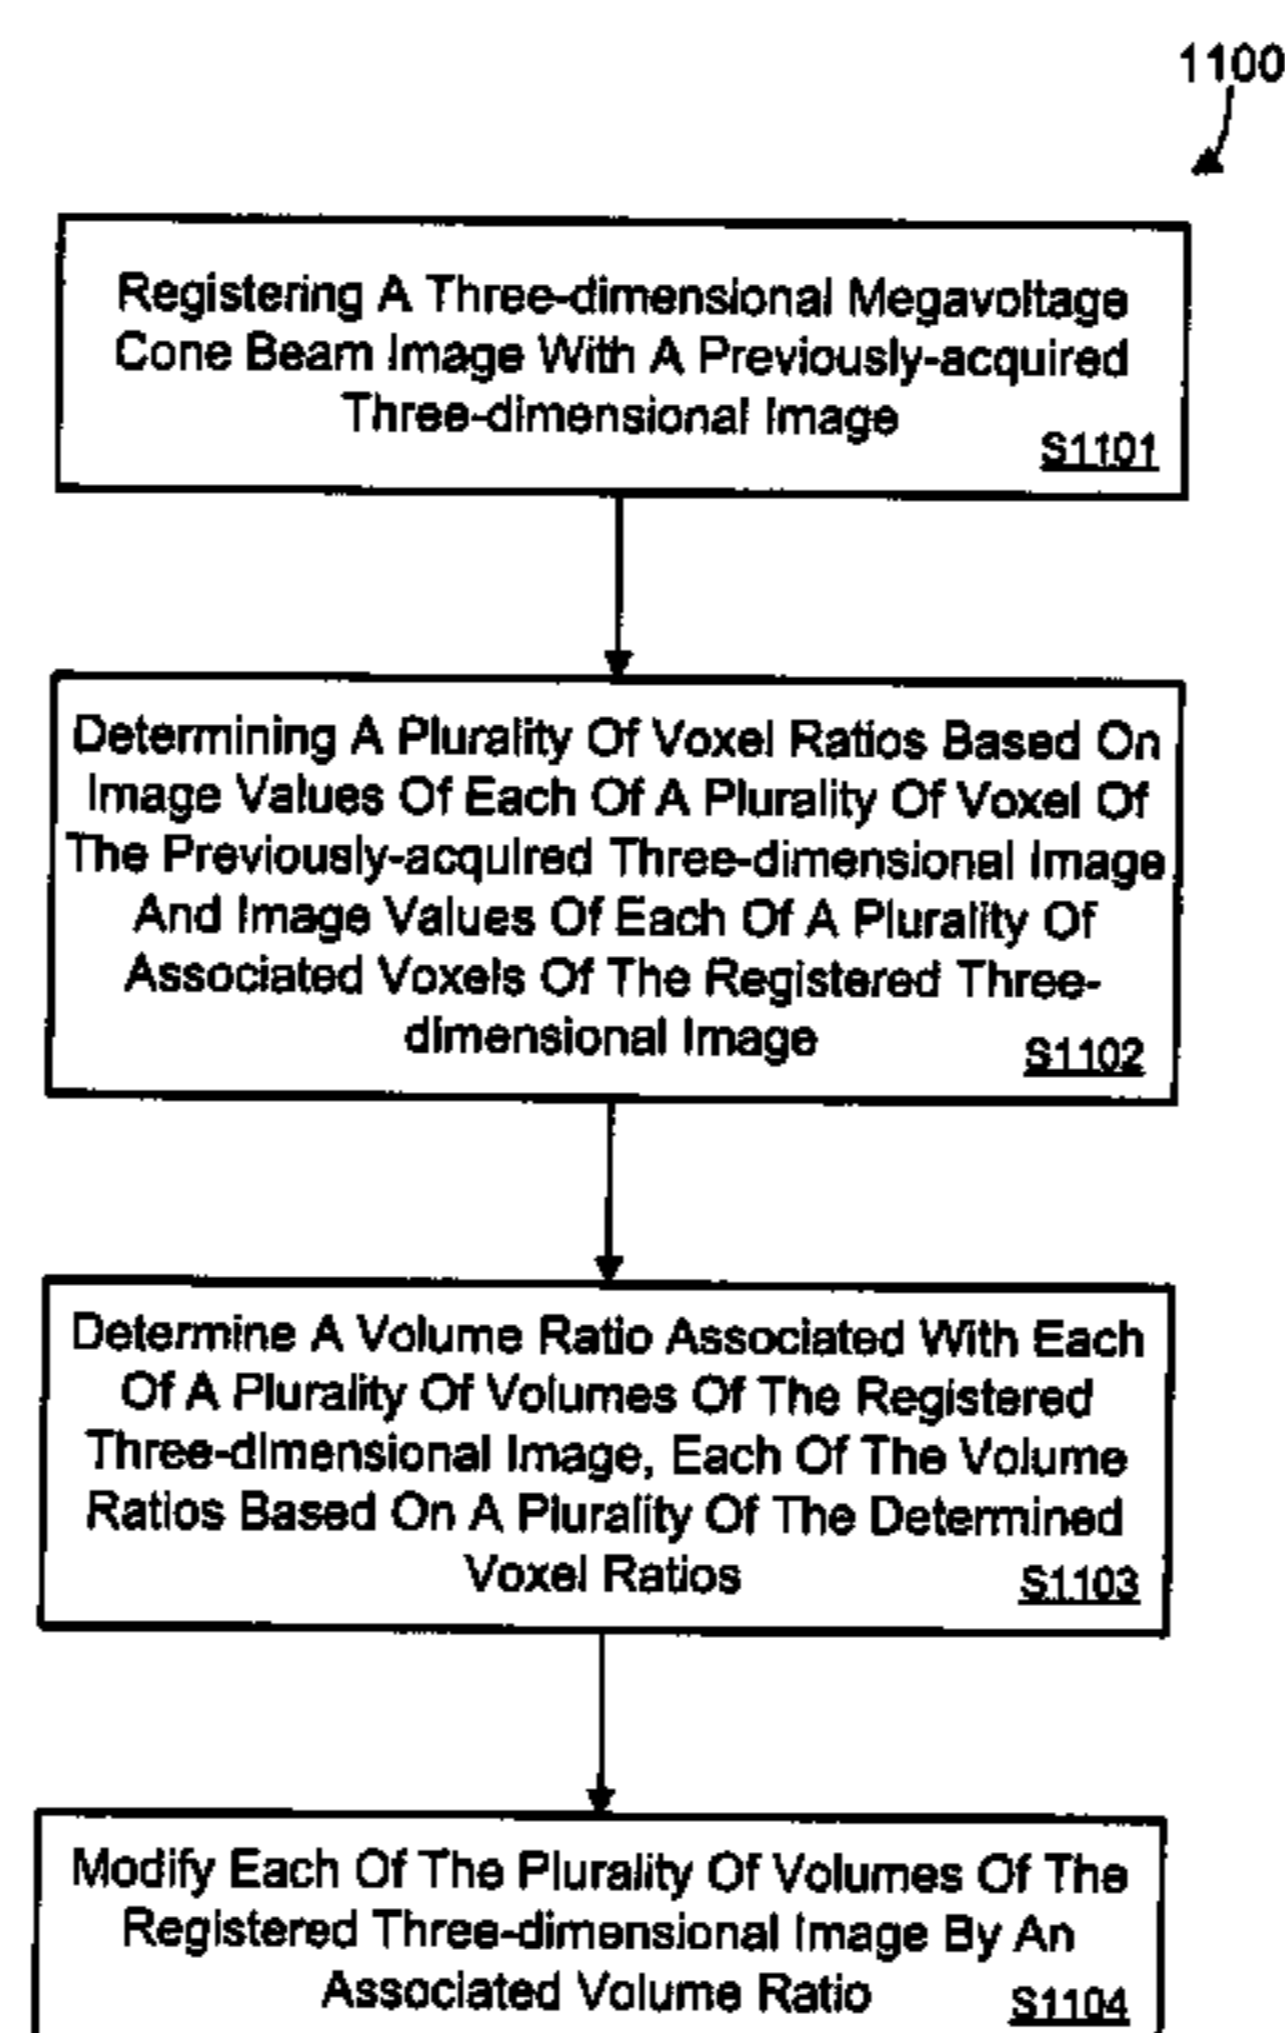 1100
Registering A Three-dimensional Megavoltage
Cone Beam Image With A Previously-acquired
Three-dimensional Image
S1101
Determining A Plurality Of Voxel Ratios Based On
Image Values Of Each Of A Plurality Of Voxel Of
The Previously-acquired Three-dimensional Image
And Image Values Of Each Of A Plurality Of
Associated Voxels Of The Registered Three-
dimensional Image
S1102
Determine A Volume Ratio Associated With Each
Of A Plurality Of Volumes Of The Registered
Three-dimensional Image, Each Of The Volume
Ratios Based On A Plurality Of The Determined
Voxel Ratios
S1103
Modify Each Of The Plurality Of Volumes Of The
Registered Three-dimensional Image By An
Associated Volume Ratio
S1104